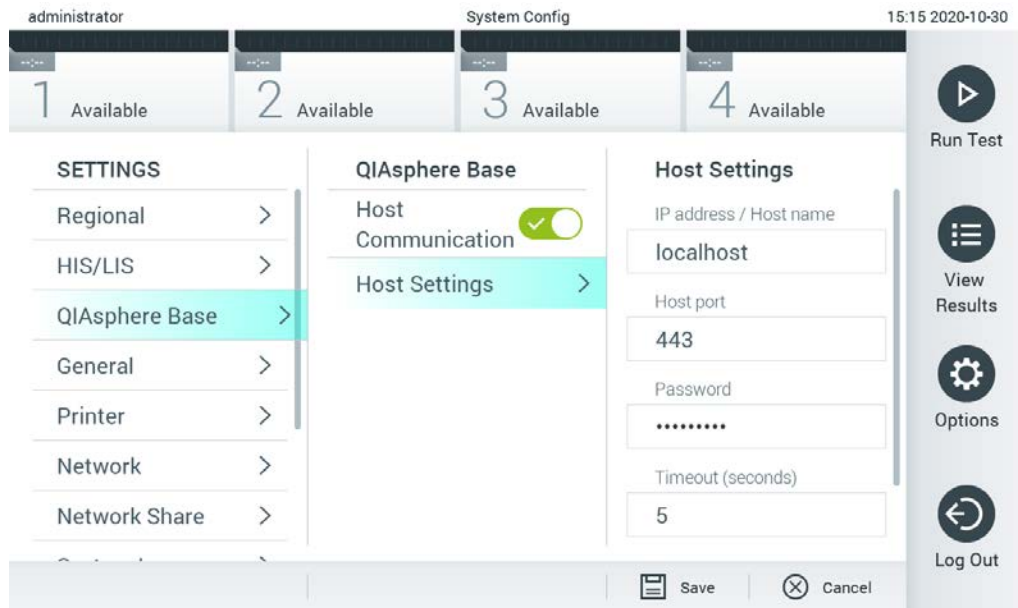 administrator
System Config
15:15 2020-10-30
--:--
--:--
--:--
--:--
1 Available
2 Available
3 Available
4 Available
Run Test
View
Results
Options
Log Out
SETTINGS
Regional
HIS/LIS
QIAsphere Base
General
Printer
Network
Network Share
QIAsphere Base
Host
Communication
Host Settings
Host Settings
IP address / Host name
localhost
Host port
443
Password
•••••••••
Timeout (seconds)
5
Save
Cancel